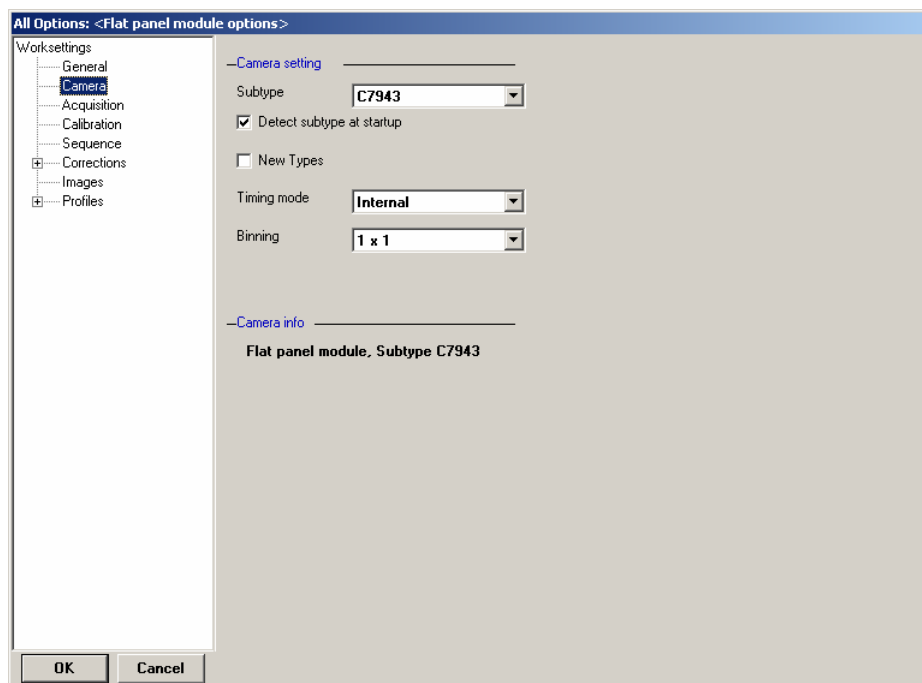 All Options: <Flat panel module options>
Worksettings
General
Camera
Acquisition
Calibration
Sequence
Corrections
Images
Profiles
Camera setting
Subtype C7943
Detect subtype at startup
New Types
Timing mode Internal
Binning 1 x 1
Camera info
Flat panel module, Subtype C7943
OK Cancel